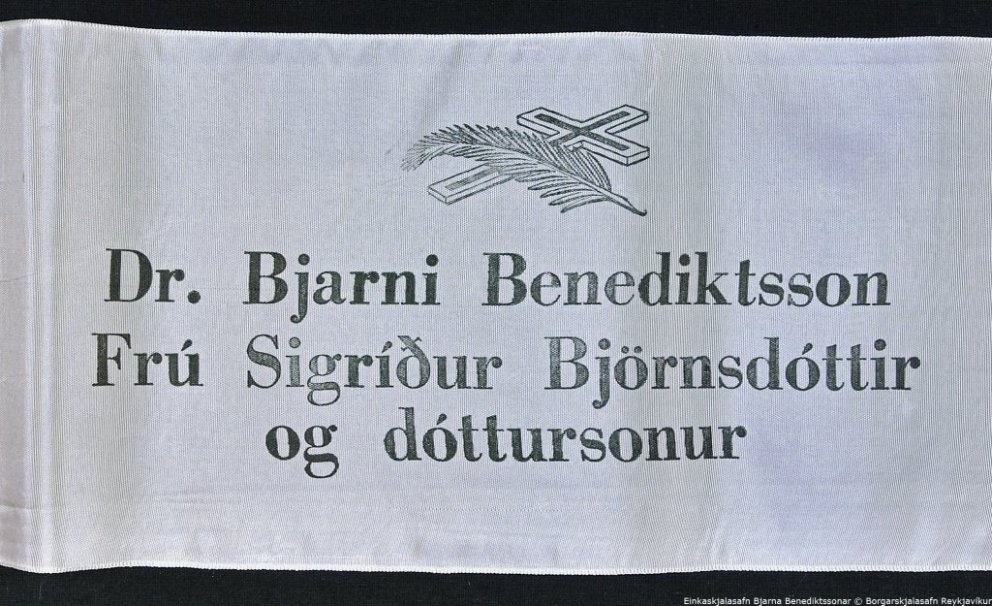 Dr. Bjarni Benediktsson
Frú Sigríður Björnsdóttir
og dóttursonur
Einkaskjalasafn Bjarna Benediktssonar © Borgarskjalasafn Reykjavíkur